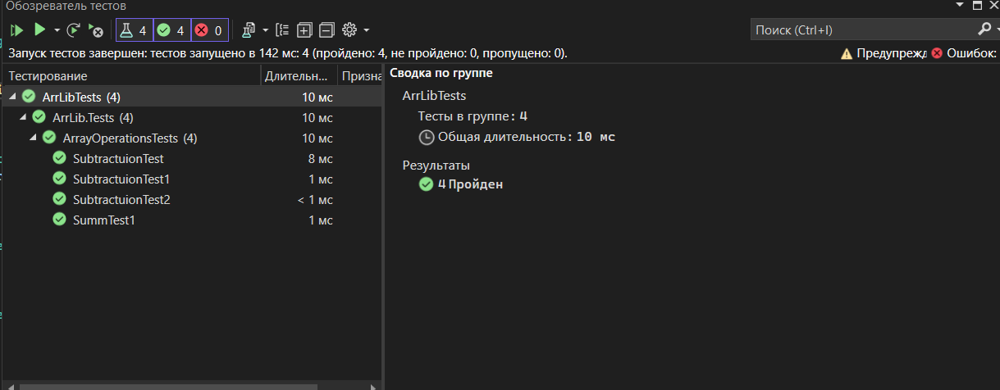 Обозреватель тестов
4 4 0
Поиск (Ctrl+I)
Запуск тестов завершен: тестов запущено в 142 мс: 4 (пройдено: 4, не пройдено: 0, пропущено: 0).
Предупрежд Ошибок:
Тестирование Длительн... Призна
ArrLibTests (4) 10 мс
ArrLib.Tests (4) 10 мс
ArrayOperationsTests (4) 10 мс
SubtractuionTest 8 мс
SubtractuionTest1 1 мс
SubtractuionTest2 < 1 мс
SummTest1 1 мс
Сводка по группе
ArrLibTests
Тесты в группе: 4
Общая длительность: 10 мс
Результаты
4 Пройден